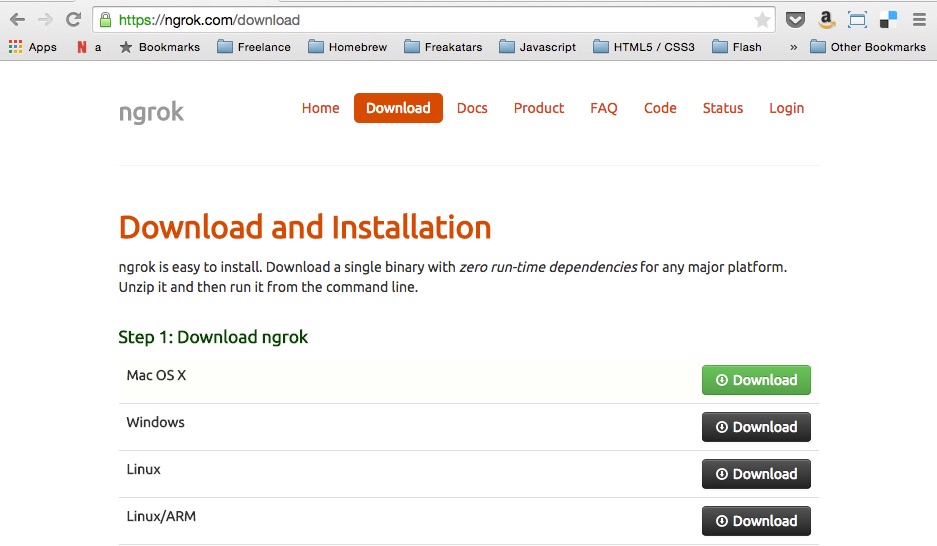 https://ngrok.com/download
Apps N a Bookmarks Freelance Homebrew Freakatars Javascript HTML5 / CSS3 Flash » Other Bookmarks
ngrok Home Download Docs Product FAQ Code Status Login
Download and Installation
ngrok is easy to install. Download a single binary with zero run-time dependencies for any major platform.
Unzip it and then run it from the command line.
Step 1: Download ngrok
Mac OS X Download
Windows Download
Linux Download
Linux/ARM Download